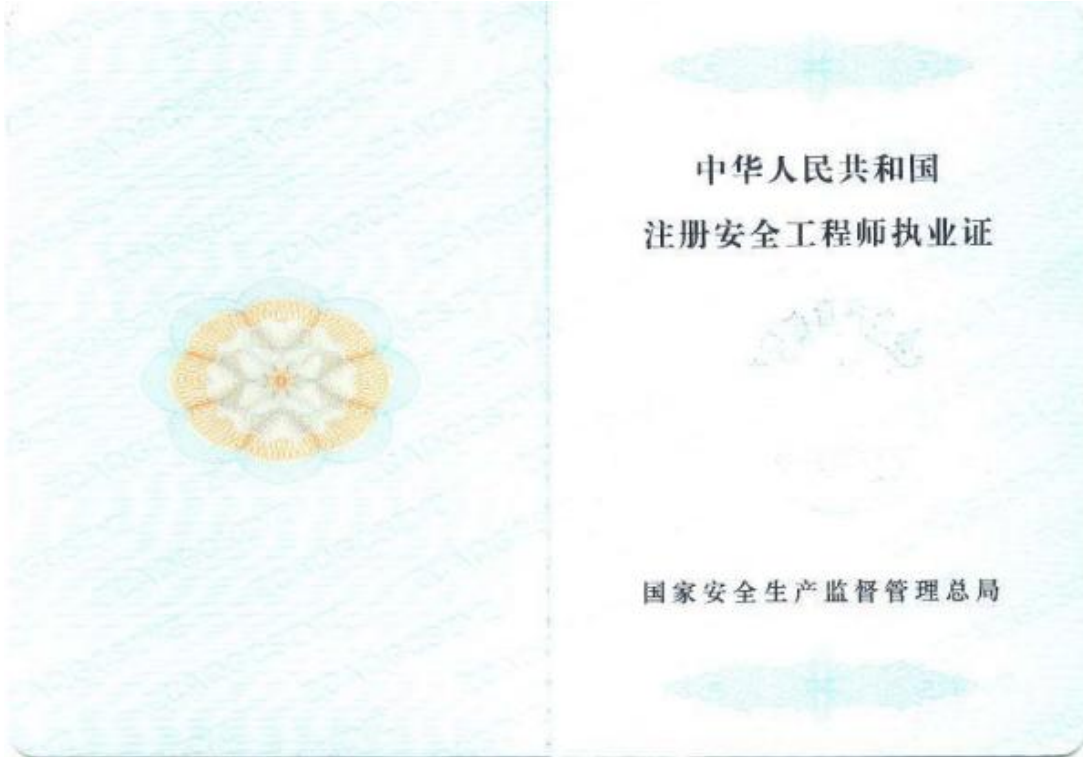 中华人民共和国
注册安全工程师执业证
国家安全生产监督管理总局